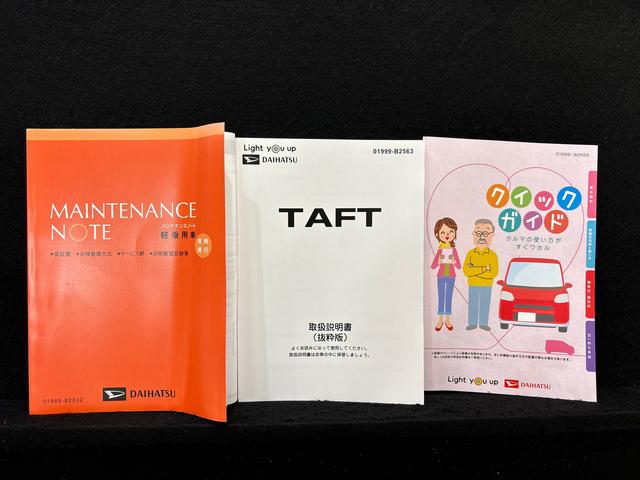 MAINTENANCE
NOTE
メンテナンスノート
軽乗用車
•保証書 •点検整備方式 •サービス網 •点検整備記録簿
DAIHATSU
01989-B2032
Light you up
DAIHATSU
01999-B2563
TAFT
取扱説明書
(抜粋版)
よくお読みになって使用してください。
取扱説明書はお車の中に保管しましょう。
01999-B2565
クイック
ガイド
クルマの使い方が
すぐワカル
Light you up
DAIHATSU